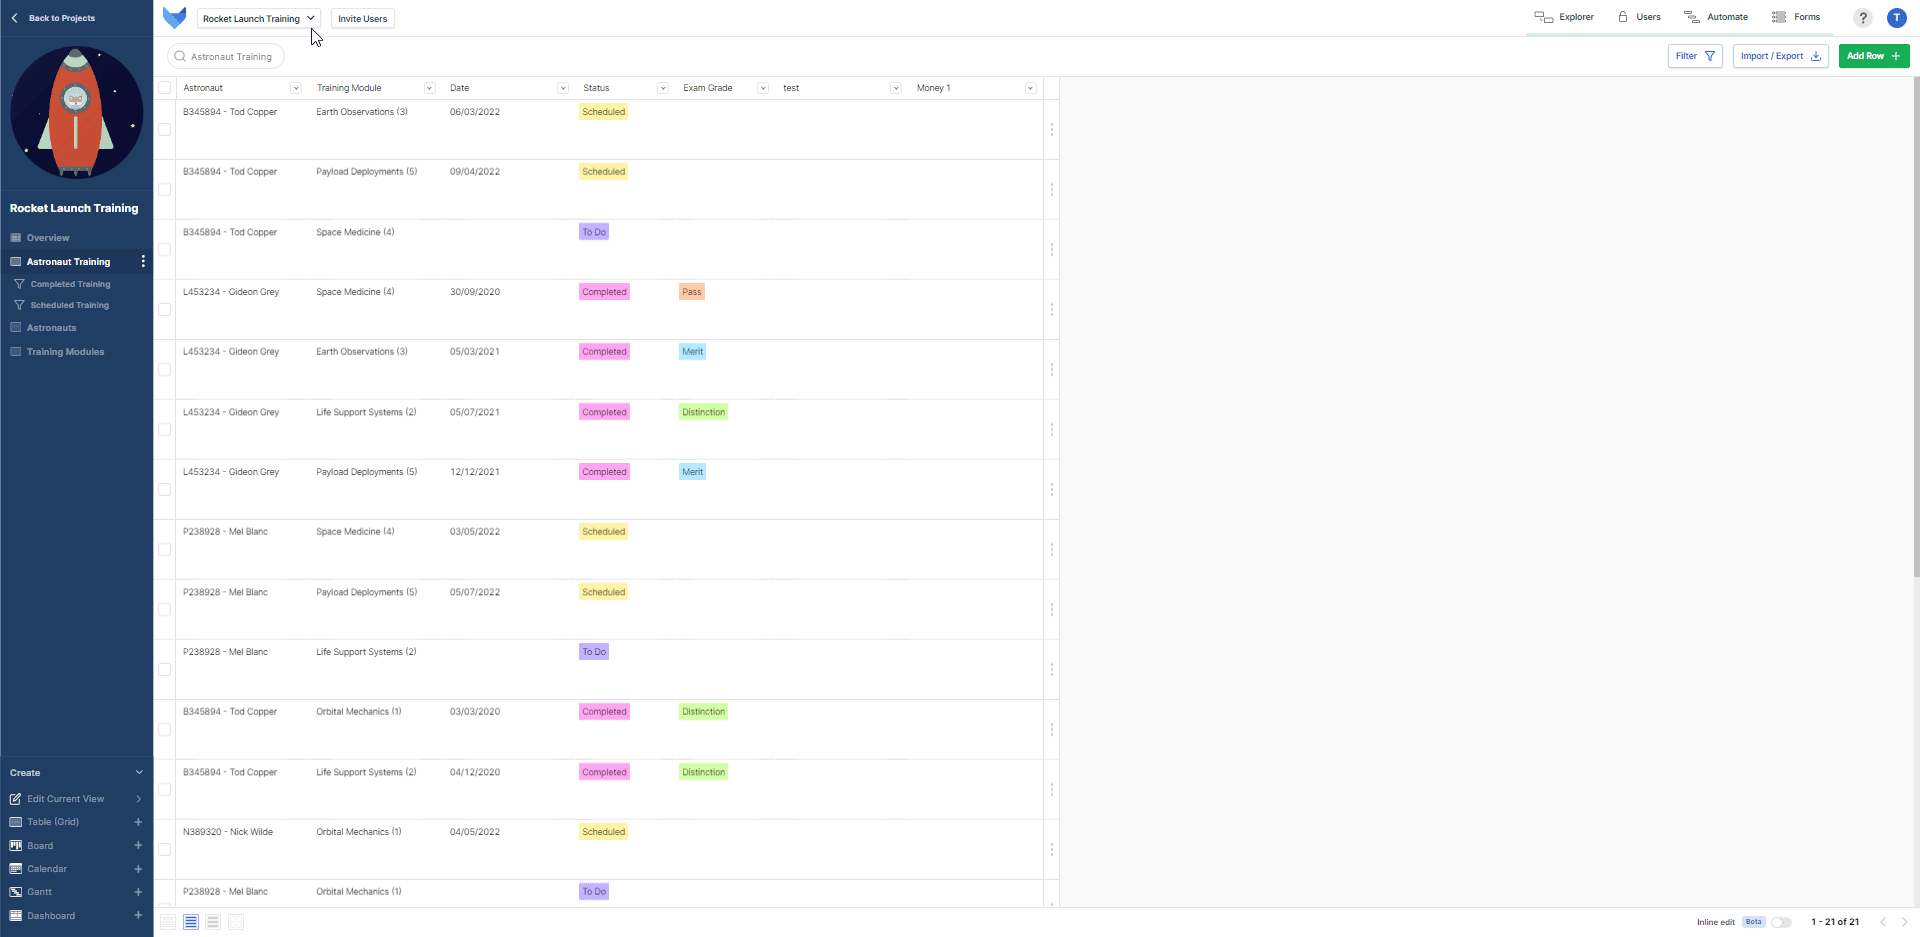 Back to Projects
Rocket Launch Training
Invite Users
Explorer
Users
Automate
Forms
?
T
Astronaut Training
Filter
Import / Export
Add Row +
Rocket Launch Training
Overview
Astronaut Training
Completed Training
Scheduled Training
Astronauts
Training Modules
Create
Edit Current View
Table (Grid) +
Board +
Calendar +
Gantt +
Dashboard +
Astronaut Training Module Date Status Exam Grade test Money 1
B345894 - Tod Copper Earth Observations (3) 06/03/2022 Scheduled
B345894 - Tod Copper Payload Deployments (5) 09/04/2022 Scheduled
B345894 - Tod Copper Space Medicine (4) To Do
L453234 - Gideon Grey Space Medicine (4) 30/09/2020 Completed Pass
L453234 - Gideon Grey Earth Observations (3) 05/03/2021 Completed Merit
L453234 - Gideon Grey Life Support Systems (2) 05/07/2021 Completed Distinction
L453234 - Gideon Grey Payload Deployments (5) 12/12/2021 Completed Merit
P238928 - Mel Blanc Space Medicine (4) 03/05/2022 Scheduled
P238928 - Mel Blanc Payload Deployments (5) 05/07/2022 Scheduled
P238928 - Mel Blanc Life Support Systems (2) To Do
B345894 - Tod Copper Orbital Mechanics (1) 03/03/2020 Completed Distinction
B345894 - Tod Copper Life Support Systems (2) 04/12/2020 Completed Distinction
N389320 - Nick Wilde Orbital Mechanics (1) 04/05/2022 Scheduled
P238928 - Mel Blanc Orbital Mechanics (1) To Do
Inline edit Beta 1 - 21 of 21